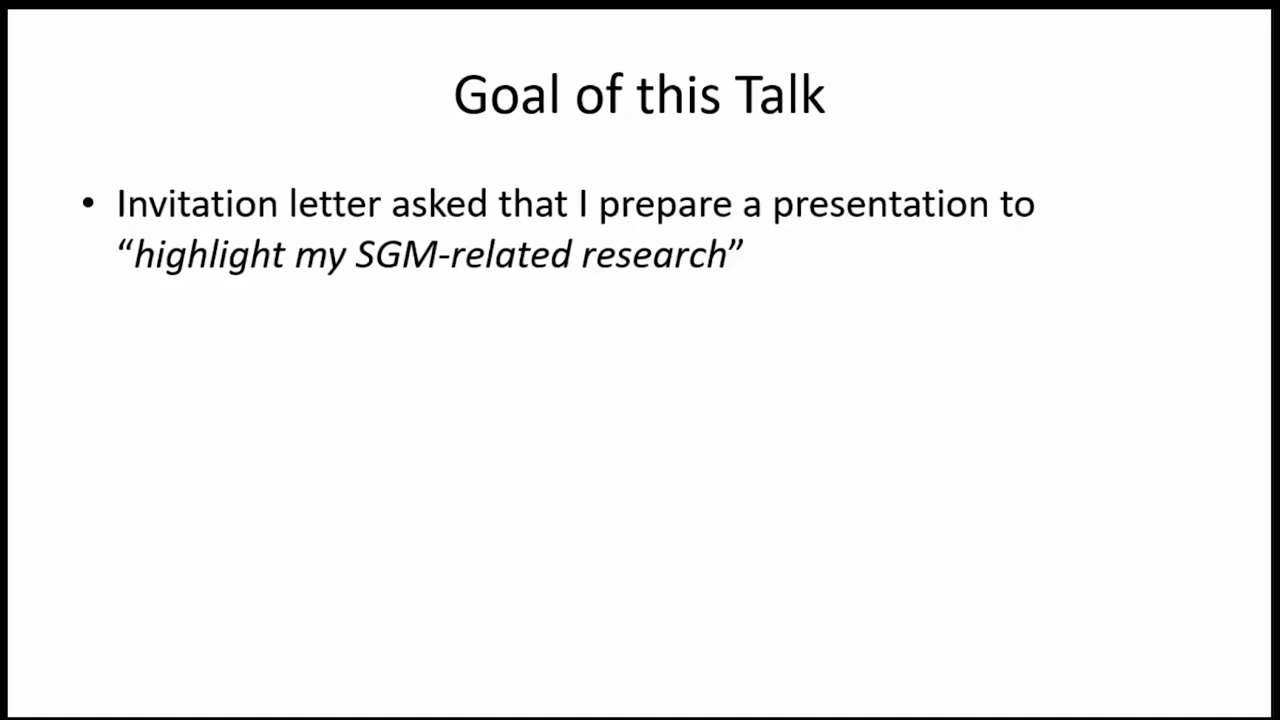 Goal of this Talk
• Invitation letter asked that I prepare a presentation to
“highlight my SGM-related research”